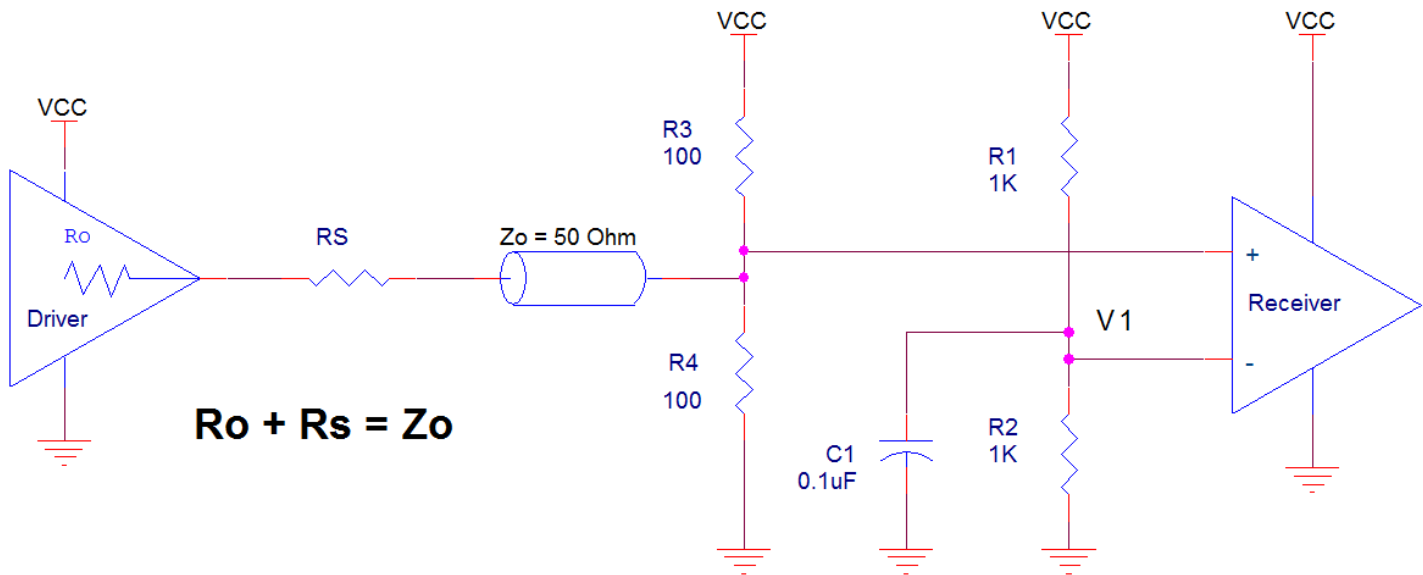 VCC
VCC
VCC
VCC
R3
100
R1
1K
Ro
RS
Zo = 50 Ohm
+
Driver
V1
Receiver
-
R4
100
Ro + Rs = Zo
R2
1K
C1
0.1uF